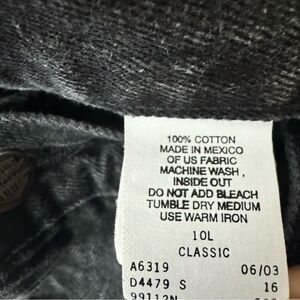 100% COTTON
MADE IN MEXICO
OF US FABRIC
MACHINE WASH ,
INSIDE OUT
DO NOT ADD BLEACH
TUMBLE DRY MEDIUM
USE WARM IRON
10L
CLASSIC
A6319 06/03
D4479 S 16
99112N